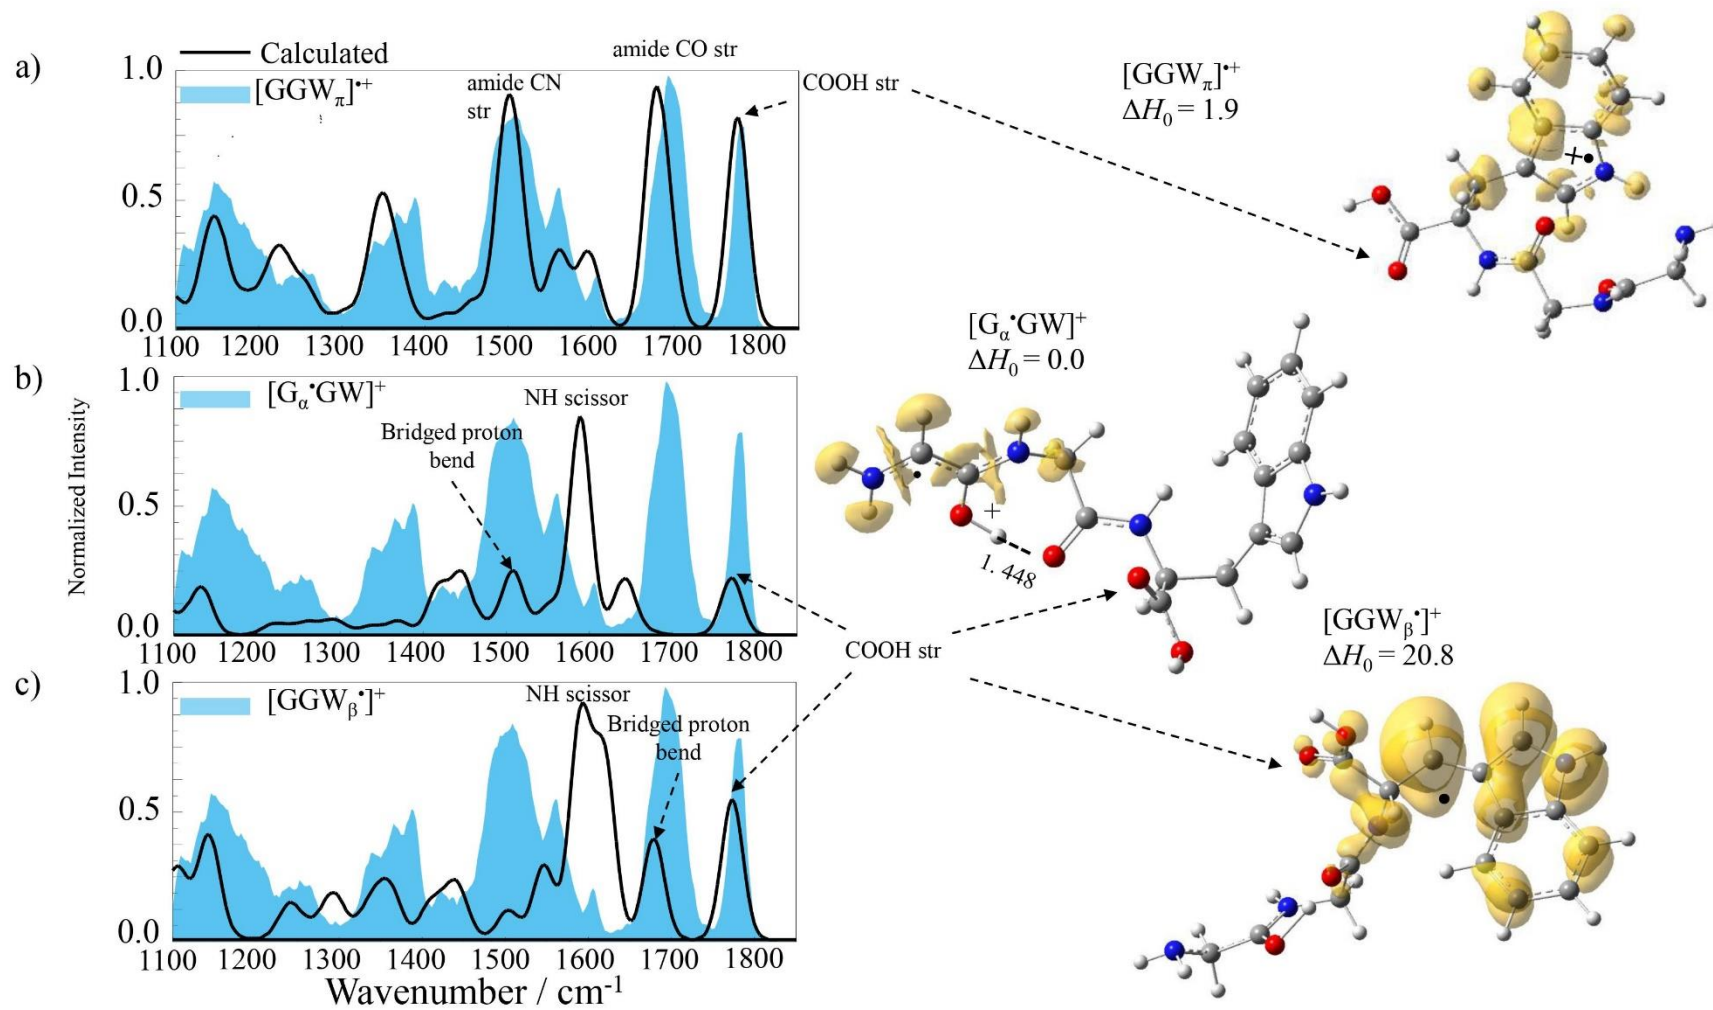 a)
Calculated
[GGWπ]•+
amide CN
str
amide CO str
COOH str
1.0
0.5
0.0
1100 1200 1300 1400 1500 1600 1700 1800
[GGWπ]•+
ΔH0 = 1.9
+•
b)
[Gα•GW]+
Bridged proton
bend
NH scissor
1.0
0.5
0.0
1100 1200 1300 1400 1500 1600 1700 1800
Normalized Intensity
[Gα•GW]+
ΔH0 = 0.0
•
+
1. 448
COOH str
c)
[GGWβ•]+
NH scissor
Bridged proton
bend
1.0
0.5
0.0
1100 1200 1300 1400 1500 1600 1700 1800
Wavenumber / cm-1
[GGWβ•]+
ΔH0 = 20.8
•